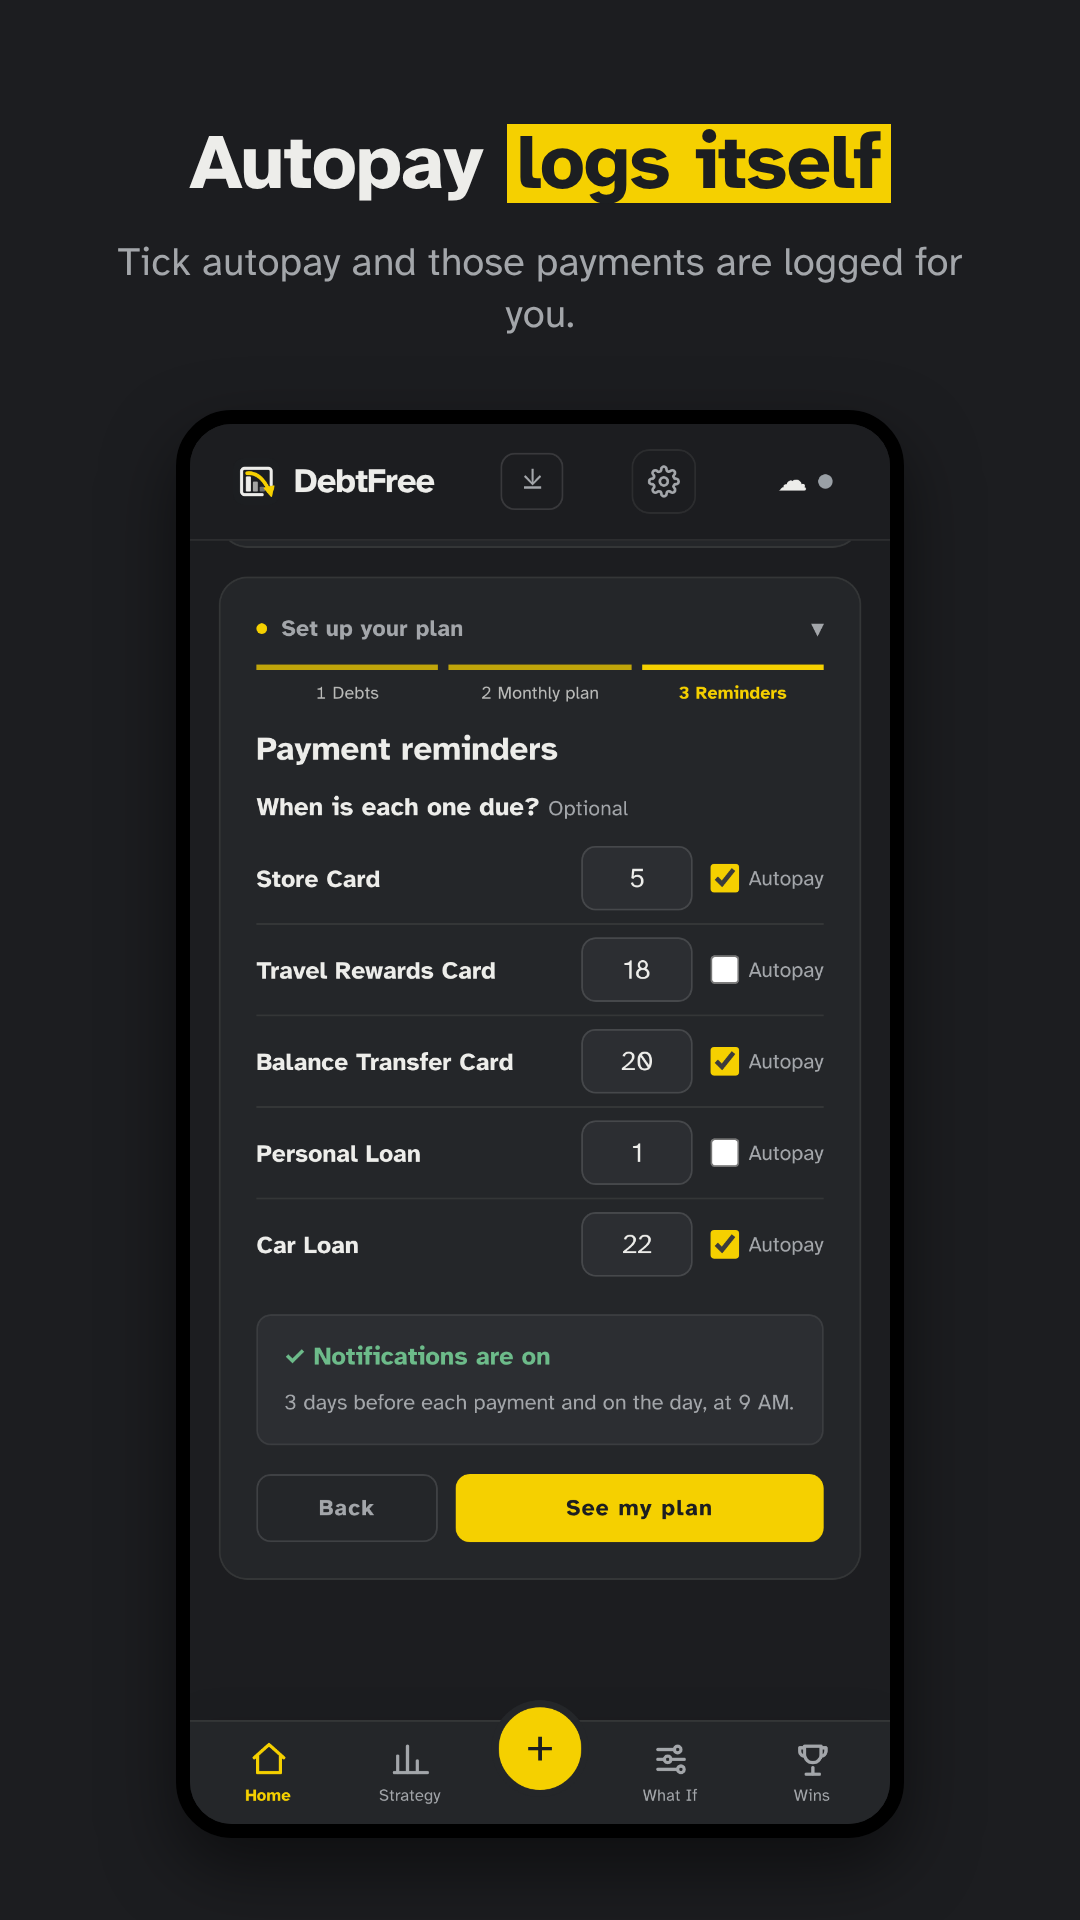 Autopay logs itself
Tick autopay and those payments are logged for
you.
DebtFree
Set up your plan
1 Debts 2 Monthly plan 3 Reminders
Payment reminders
When is each one due? Optional
Store Card 5 Autopay
Travel Rewards Card 18 Autopay
Balance Transfer Card 20 Autopay
Personal Loan 1 Autopay
Car Loan 22 Autopay
✓ Notifications are on
3 days before each payment and on the day, at 9 AM.
Back See my plan
Home Strategy + What If Wins